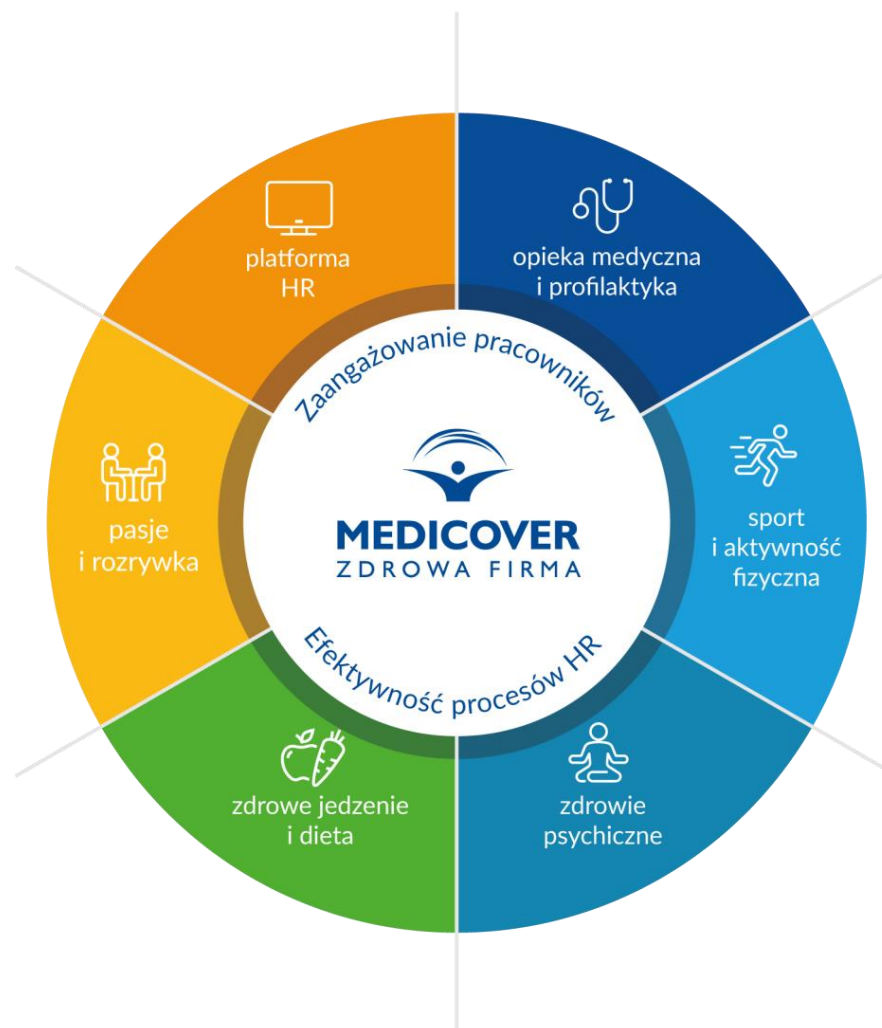 platforma
HR
opieka medyczna
i profilaktyka
Zaangażowanie pracowników
pasje
i rozrywka
MEDICOVER
ZDROWA FIRMA
sport
i aktywność
fizyczna
Efektywność procesów HR
zdrowe jedzenie
i dieta
zdrowie
psychiczne